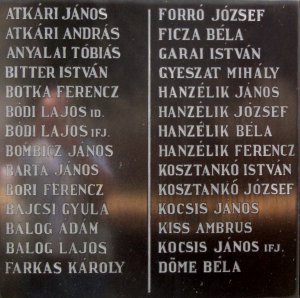 ATKÁRI JÁNOS
ATKÁRI ANDRÁS
ANYALAI TÓBIÁS
BITTER ISTVÁN
BOTKA FERENCZ
BÓDI LAJOS ID.
BÓDI LAJOS IFJ.
BOMBICZ JÁNOS
BARTA JÁNOS
BORI FERENCZ
BAJCSI GYULA
BALOG ÁDÁM
BALOG LAJOS
FARKAS KÁROLY
FORRÓ JÓZSEF
FICZA BÉLA
GARAI ISTVÁN
GYESZAT MIHÁLY
HANZÉLIK JÁNOS
HANZÉLIK JÓZSEF
HANZÉLIK BÉLA
HANZÉLIK FERENCZ
KOSZTANKÓ ISTVÁN
KOSZTANKÓ JÓZSEF
KOCSIS JÁNOS
KISS AMBRUS
KOCSIS JÁNOS IFJ.
DÖME BÉLA